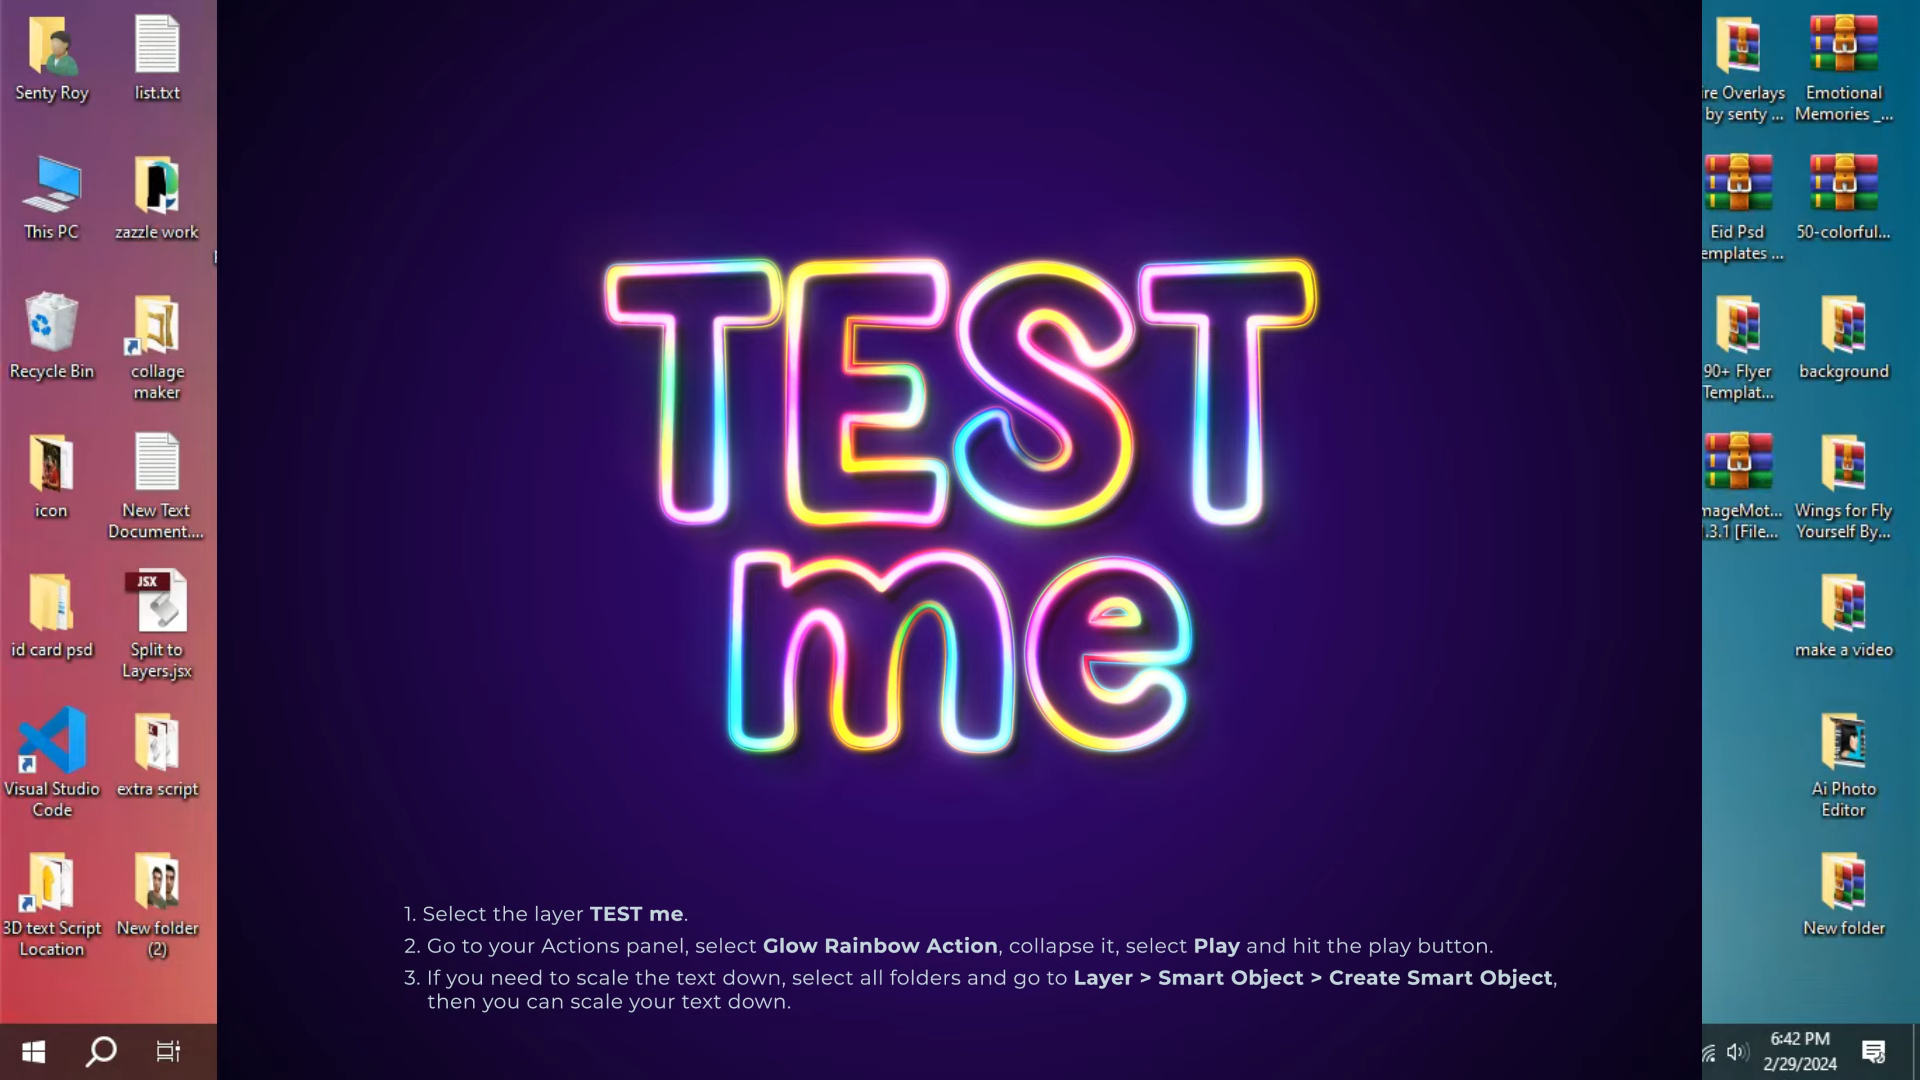 Senty Roy
list.txt
This PC
zazzle work
Recycle Bin
collage
maker
icon
New Text
Document....
id card psd
JSX
Split to
Layers.jsx
Visual Studio
Code
extra script
3D text Script
Location
New folder
(2)
TEST
me
1. Select the layer TEST me.
2. Go to your Actions panel, select Glow Rainbow Action, collapse it, select Play and hit the play button.
3. If you need to scale the text down, select all folders and go to Layer > Smart Object > Create Smart Object,
then you can scale your text down.
Overlays
by senty ...
Emotional
Memories _...
Eid Psd
50-colorful...
90+ Flyer
Templat...
background
[File...
Wings for Fly
Yourself By...
make a video
Ai Photo
Editor
New folder
6:42 PM
2/29/2024